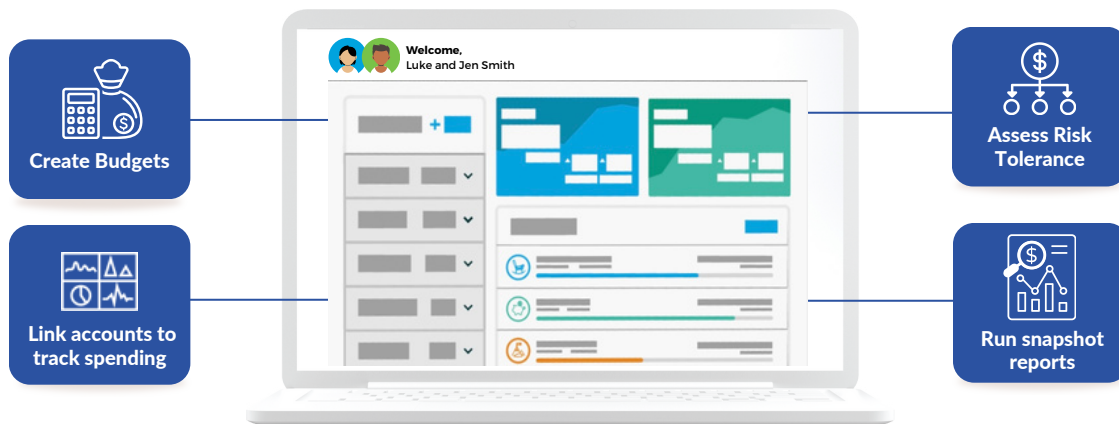 Welcome,
Luke and Jen Smith
Create Budgets
Link accounts to
track spending
Assess Risk
Tolerance
Run snapshot
reports